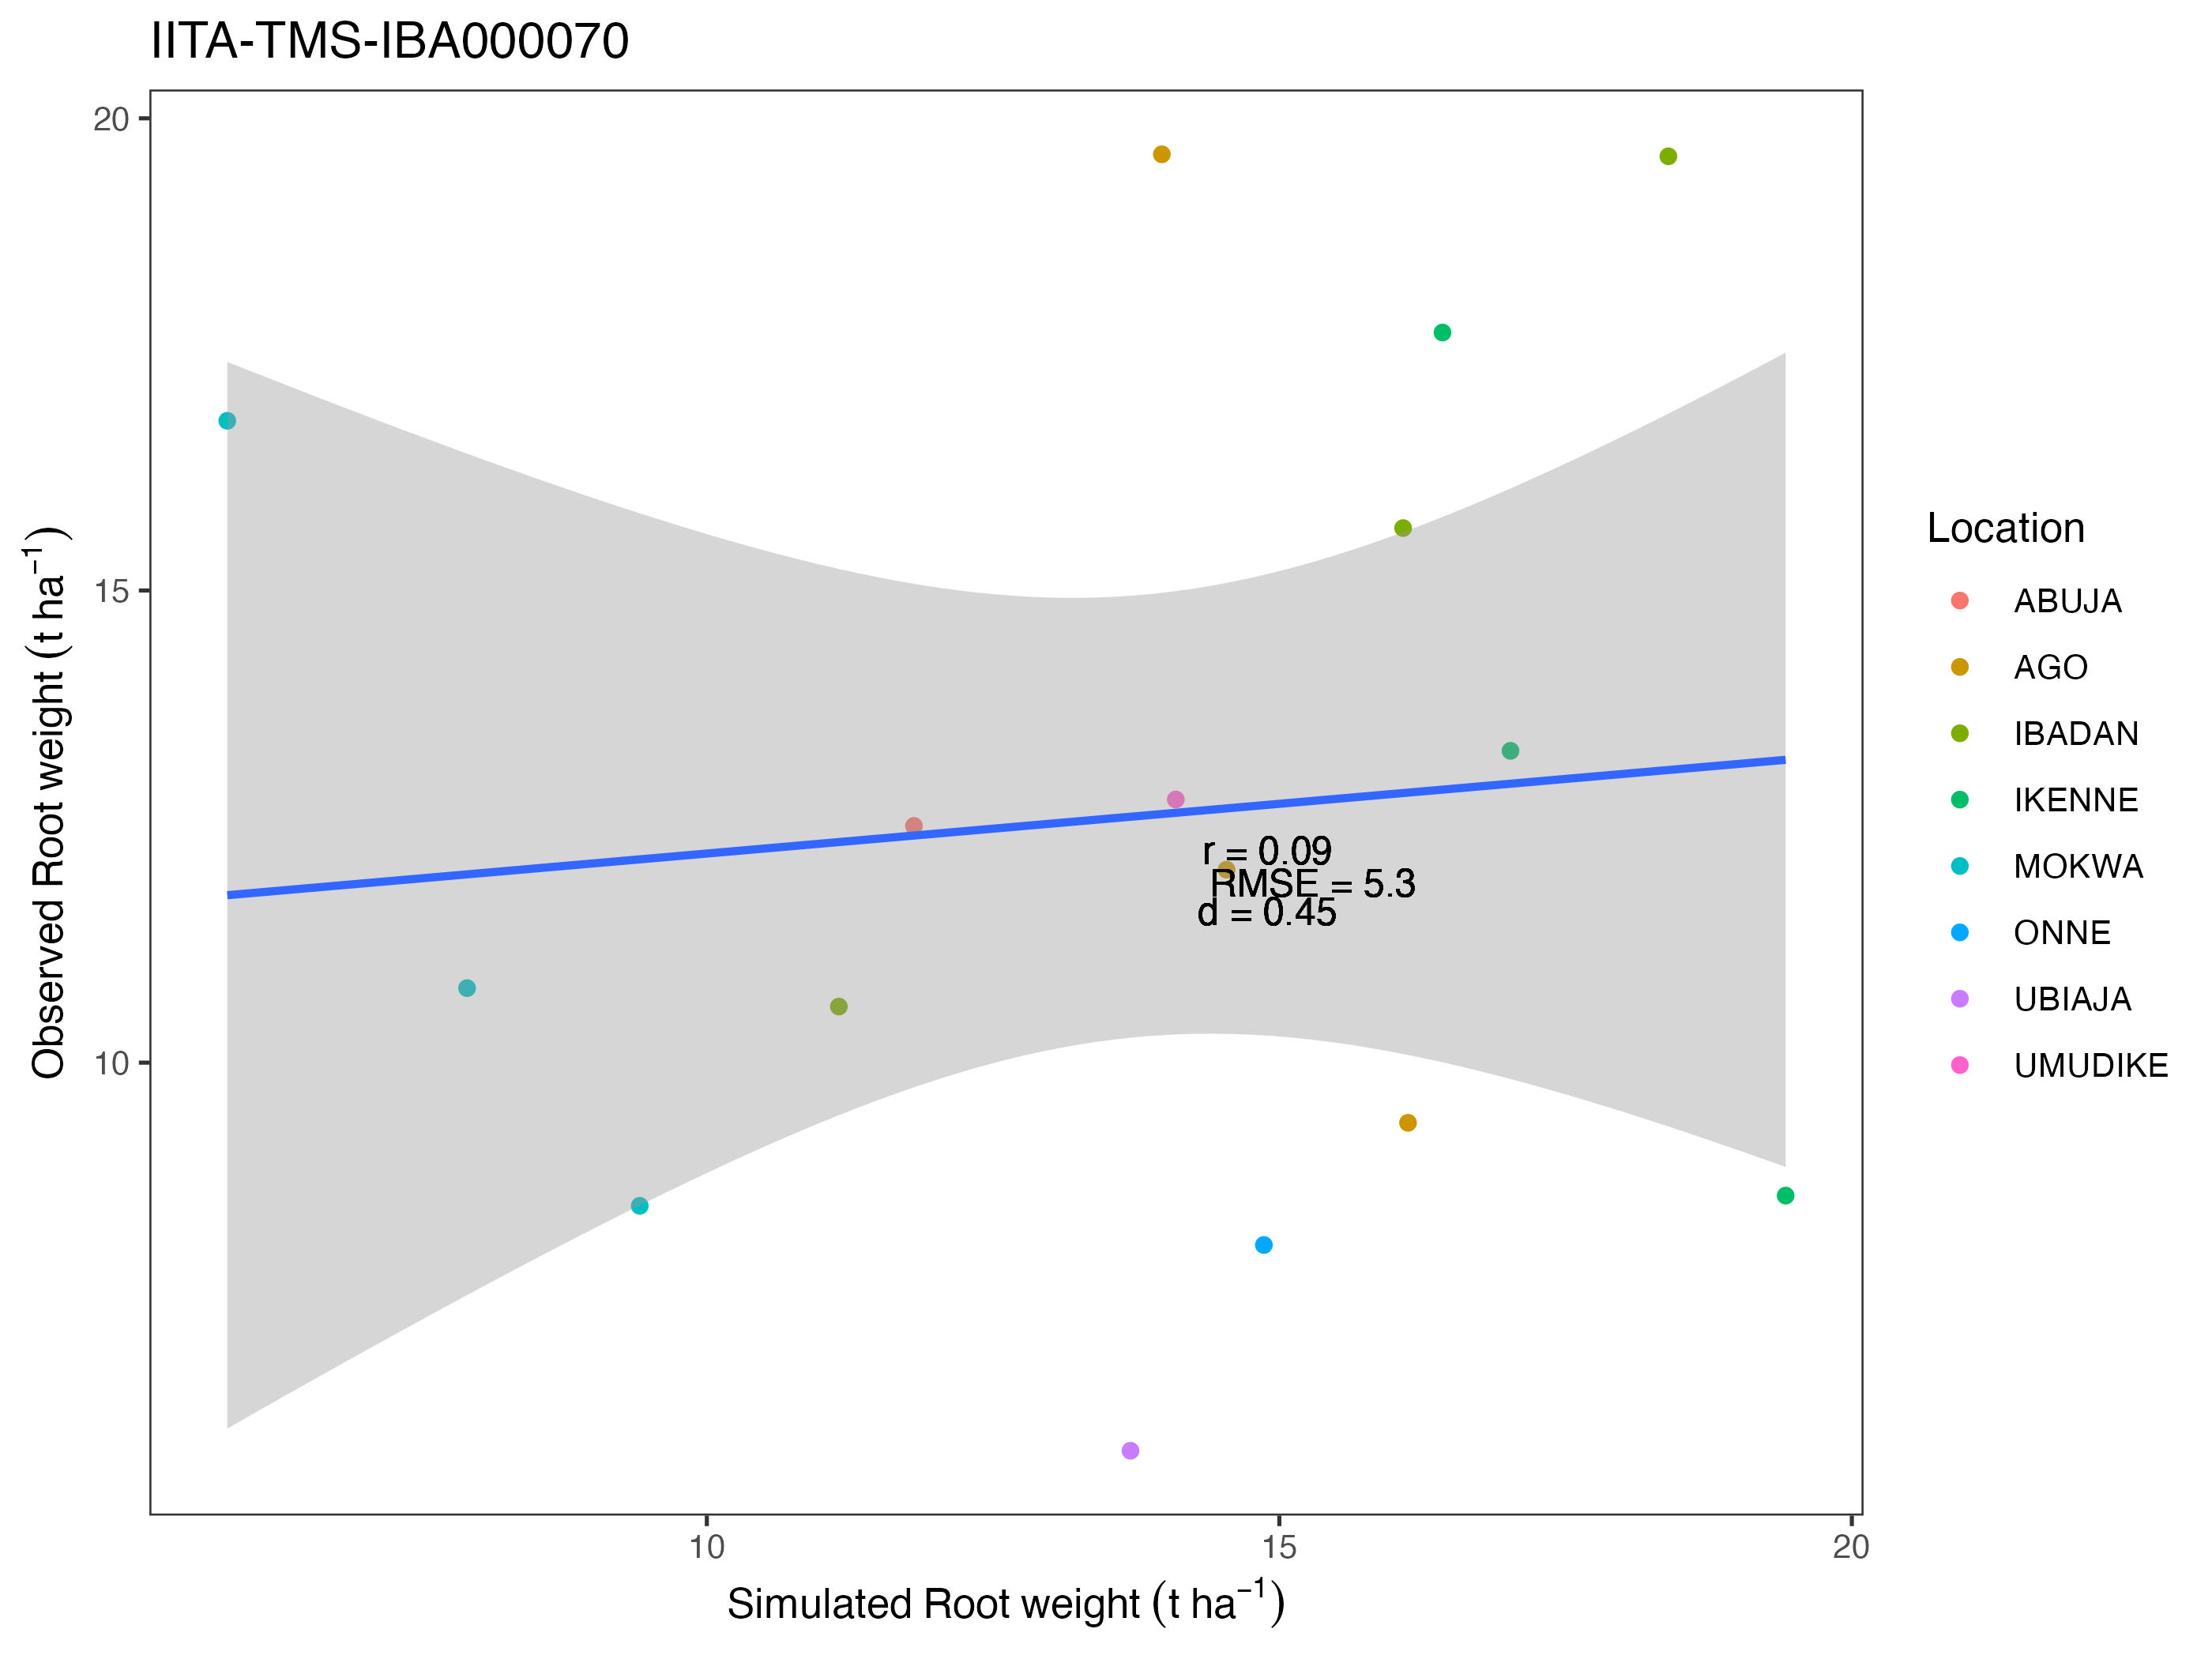 IITA-TMS-IBA000070
20
15
10
Observed Root weight (t ha⁻¹)
r = 0.09
RMSE = 5.3
d = 0.45
10
15
20
Simulated Root weight (t ha⁻¹)
Location
ABUJA
AGO
IBADAN
IKENNE
MOKWA
ONNE
UBIAJA
UMUDIKE